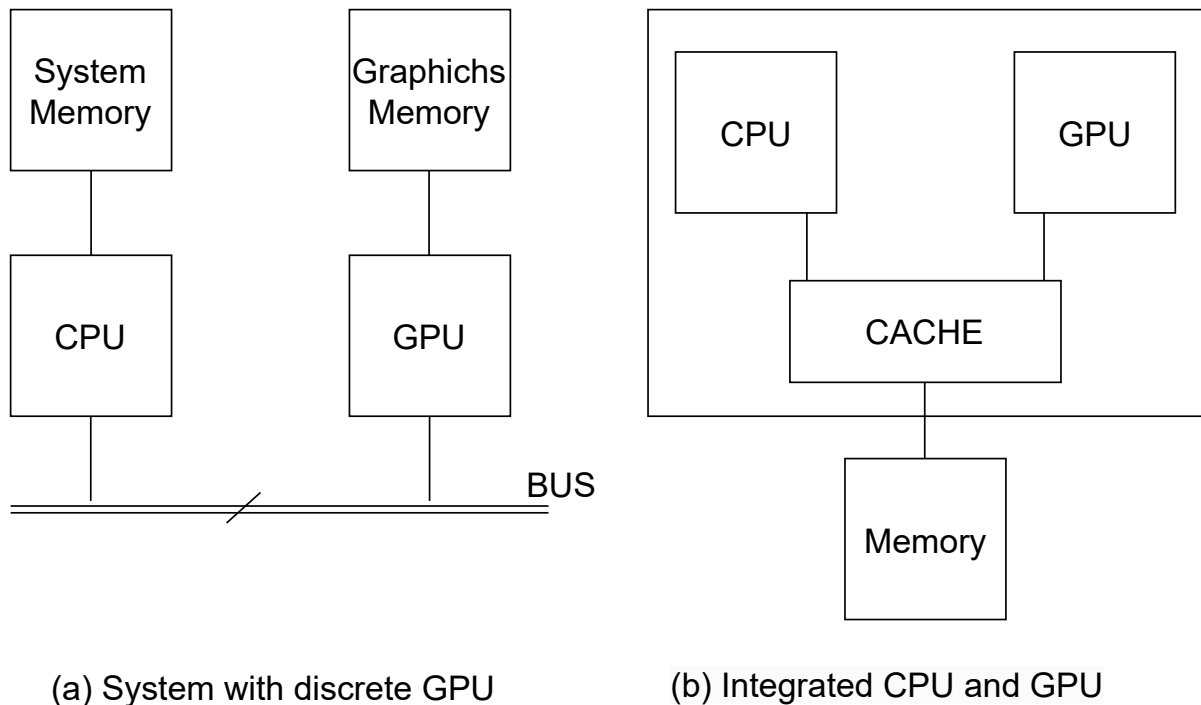 System
Memory
Graphichs
Memory
CPU
GPU
BUS
(a) System with discrete GPU
CPU
GPU
CACHE
Memory
(b) Integrated CPU and GPU